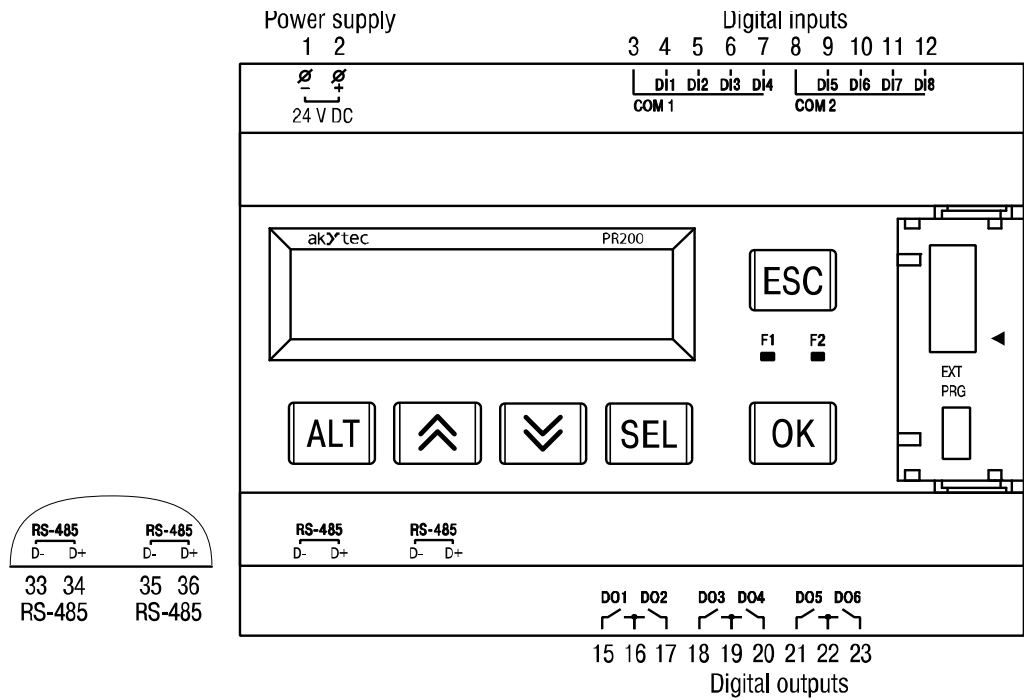 Power supply Digital inputs
1 2 3 4 5 6 7 8 9 10 11 12
- + DI1 DI2 DI3 DI4 DI5 DI6 DI7 DI8
24 V DC COM 1 COM 2
akYtec PR200
ESC
F1 F2
EXT
PRG
ALT SEL OK
RS-485 RS-485 RS-485 RS-485
D- D+ D- D+ D- D+ D- D+
33 34 35 36
RS-485 RS-485
DO1 DO2 DO3 DO4 DO5 DO6
15 16 17 18 19 20 21 22 23
Digital outputs